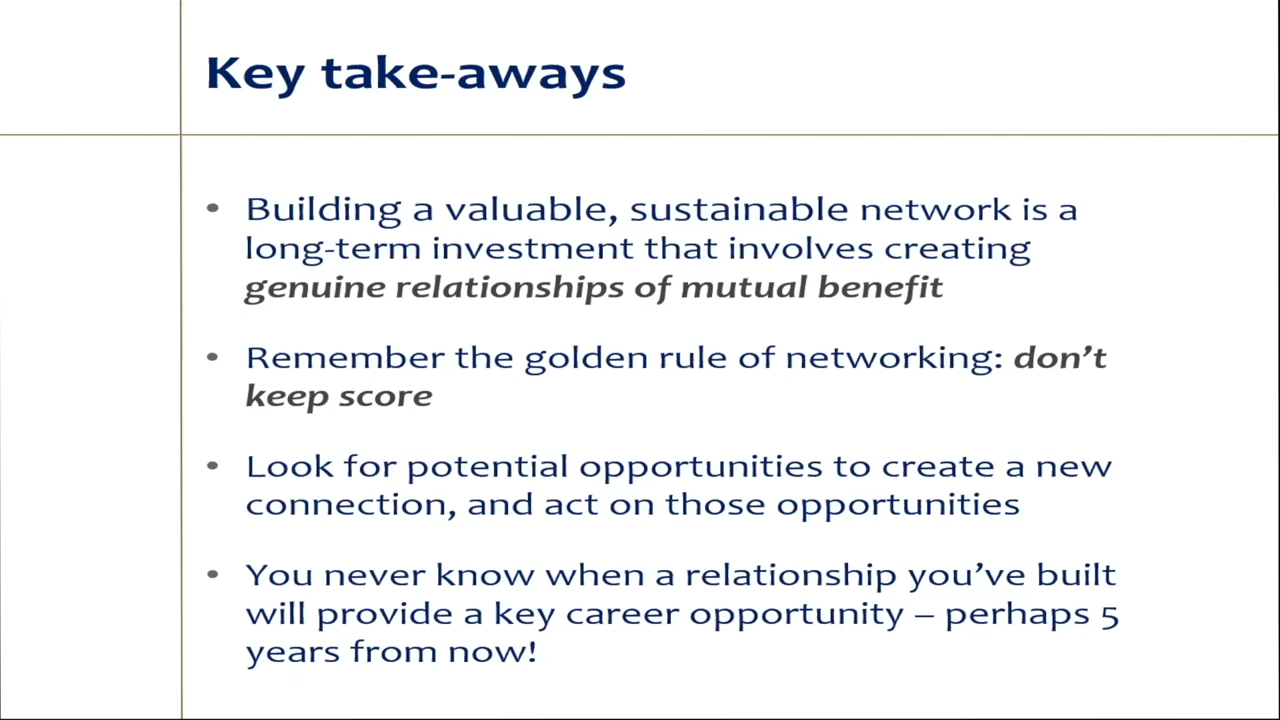 Key take-aways
• Building a valuable, sustainable network is a
long-term investment that involves creating
genuine relationships of mutual benefit
• Remember the golden rule of networking: don’t
keep score
• Look for potential opportunities to create a new
connection, and act on those opportunities
• You never know when a relationship you’ve built
will provide a key career opportunity – perhaps 5
years from now!